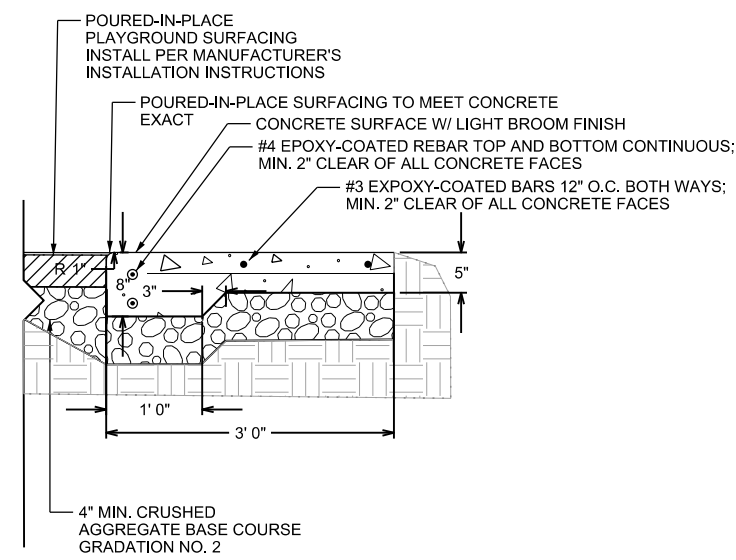 POURED-IN-PLACE
PLAYGROUND SURFACING
INSTALL PER MANUFACTURER'S
INSTALLATION INSTRUCTIONS
POURED-IN-PLACE SURFACING TO MEET CONCRETE
EXACT
CONCRETE SURFACE W/ LIGHT BROOM FINISH
#4 EPOXY-COATED REBAR TOP AND BOTTOM CONTINUOUS;
MIN. 2" CLEAR OF ALL CONCRETE FACES
#3 EXPOXY-COATED BARS 12" O.C. BOTH WAYS;
MIN. 2" CLEAR OF ALL CONCRETE FACES
R 1"
8"
3"
5"
1' 0"
3' 0"
4" MIN. CRUSHED
AGGREGATE BASE COURSE
GRADATION NO. 2